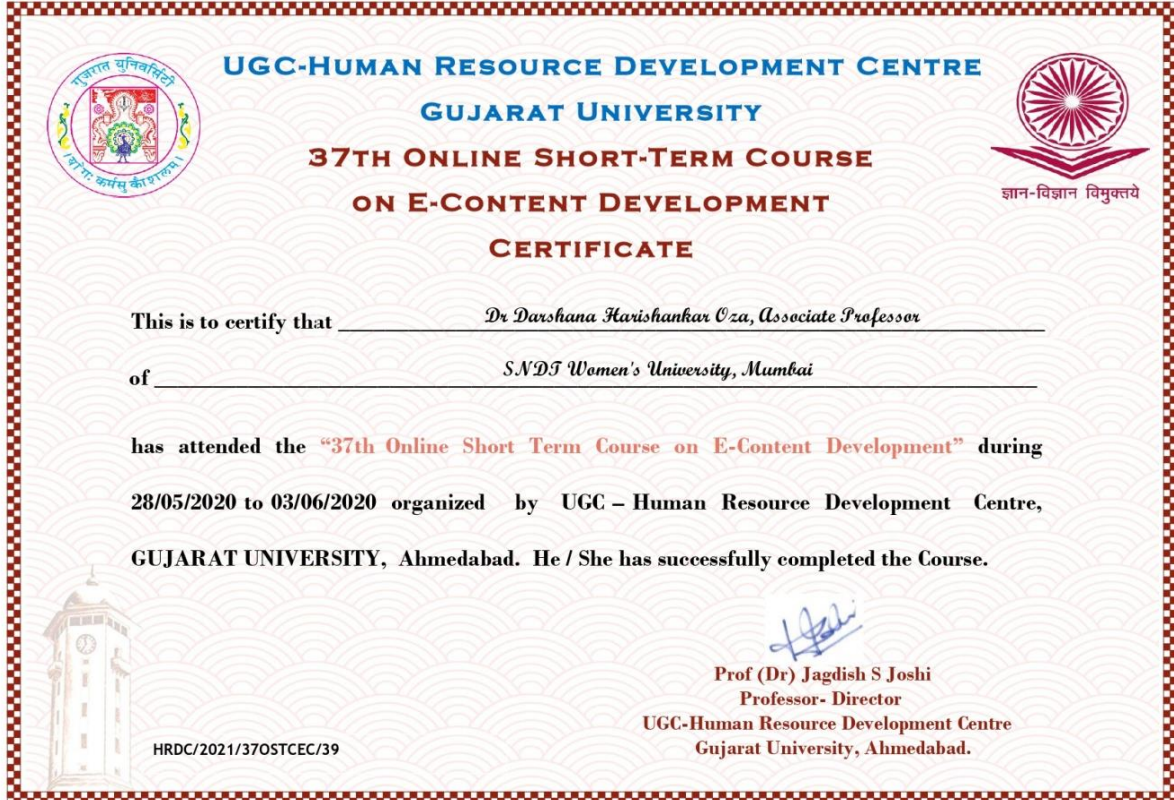 गुजरात युनिवर्सिटी
योगः कर्मसु कौशलम्
UGC-HUMAN RESOURCE DEVELOPMENT CENTRE
GUJARAT UNIVERSITY
37TH ONLINE SHORT-TERM COURSE
ON E-CONTENT DEVELOPMENT
CERTIFICATE
ज्ञान-विज्ञान विमुक्तये
This is to certify that Dr Darshana Harishankar Oza, Associate Professor
of SNDT Women's University, Mumbai
has attended the “37th Online Short Term Course on E-Content Development” during
28/05/2020 to 03/06/2020 organized by UGC – Human Resource Development Centre,
GUJARAT UNIVERSITY, Ahmedabad. He / She has successfully completed the Course.
Prof (Dr) Jagdish S Joshi
Professor- Director
UGC-Human Resource Development Centre
Gujarat University, Ahmedabad.
HRDC/2021/37OSTCEC/39